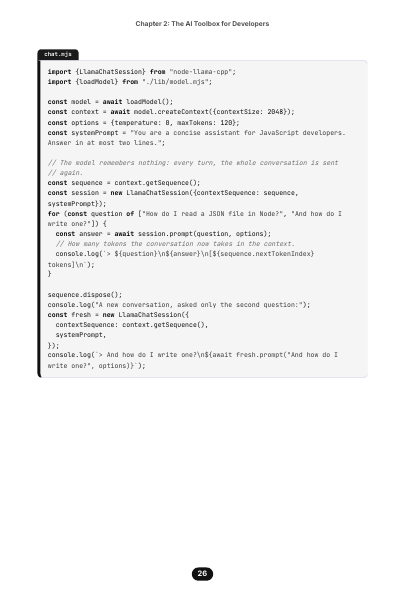 Chapter 2: The AI Toolbox for Developers
chat.mjs
import {LlamaChatSession} from "node-llama-cpp";
import {loadModel} from "./lib/model.mjs";
const model = await loadModel();
const context = await model.createContext({contextSize: 2048});
const options = {temperature: 0, maxTokens: 120};
const systemPrompt = "You are a concise assistant for JavaScript developers.
Answer in at most two lines.";
// The model remembers nothing: every turn, the whole conversation is sent
// again.
const sequence = context.getSequence();
const session = new LlamaChatSession({contextSequence: sequence,
systemPrompt});
for (const question of ["How do I read a JSON file in Node?", "And how do I
write one?"]) {
  const answer = await session.prompt(question, options);
  // How many tokens the conversation now takes in the context.
  console.log(`> ${question}\n${answer}\n[${sequence.nextTokenIndex}
tokens]\n`);
}
sequence.dispose();
console.log("A new conversation, asked only the second question:");
const fresh = new LlamaChatSession({
  contextSequence: context.getSequence(),
  systemPrompt,
});
console.log(`> And how do I write one?\n${await fresh.prompt("And how do I
write one?", options)}`);
26